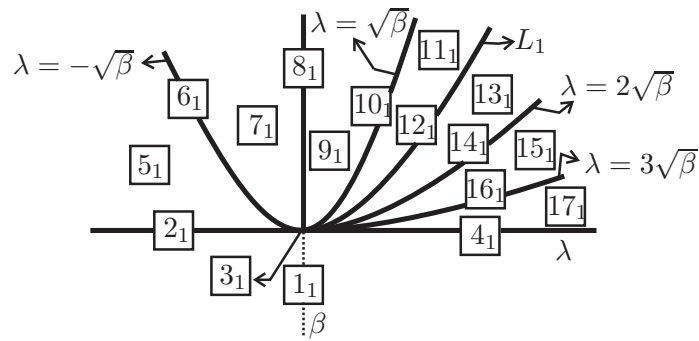 λ = √β
8₁
11₁
L₁
λ = −√β
6₁
10₁
13₁
λ = 2√β
7₁
12₁
9₁
14₁
15₁
5₁
λ = 3√β
16₁
17₁
2₁
4₁
λ
3₁
1₁
β